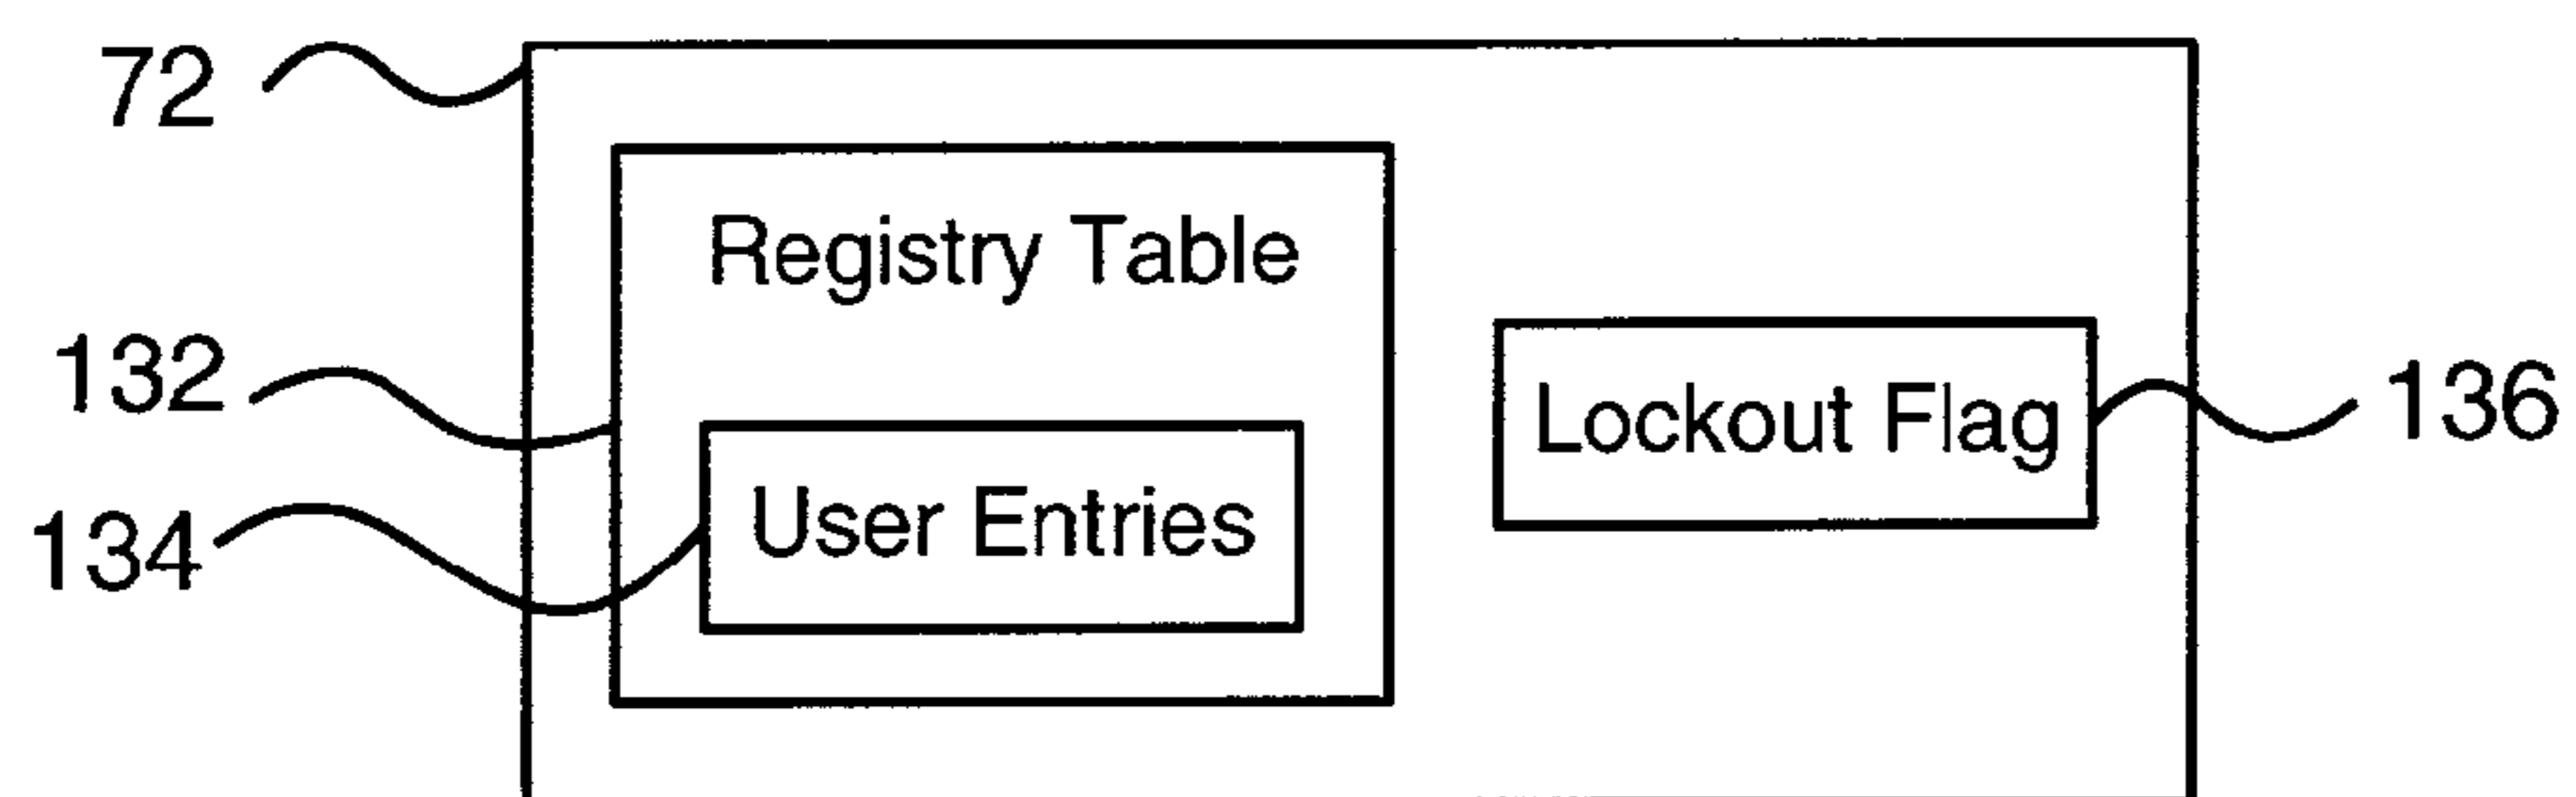 72
Registry Table
132
Lockout Flag
136
User Entries
134